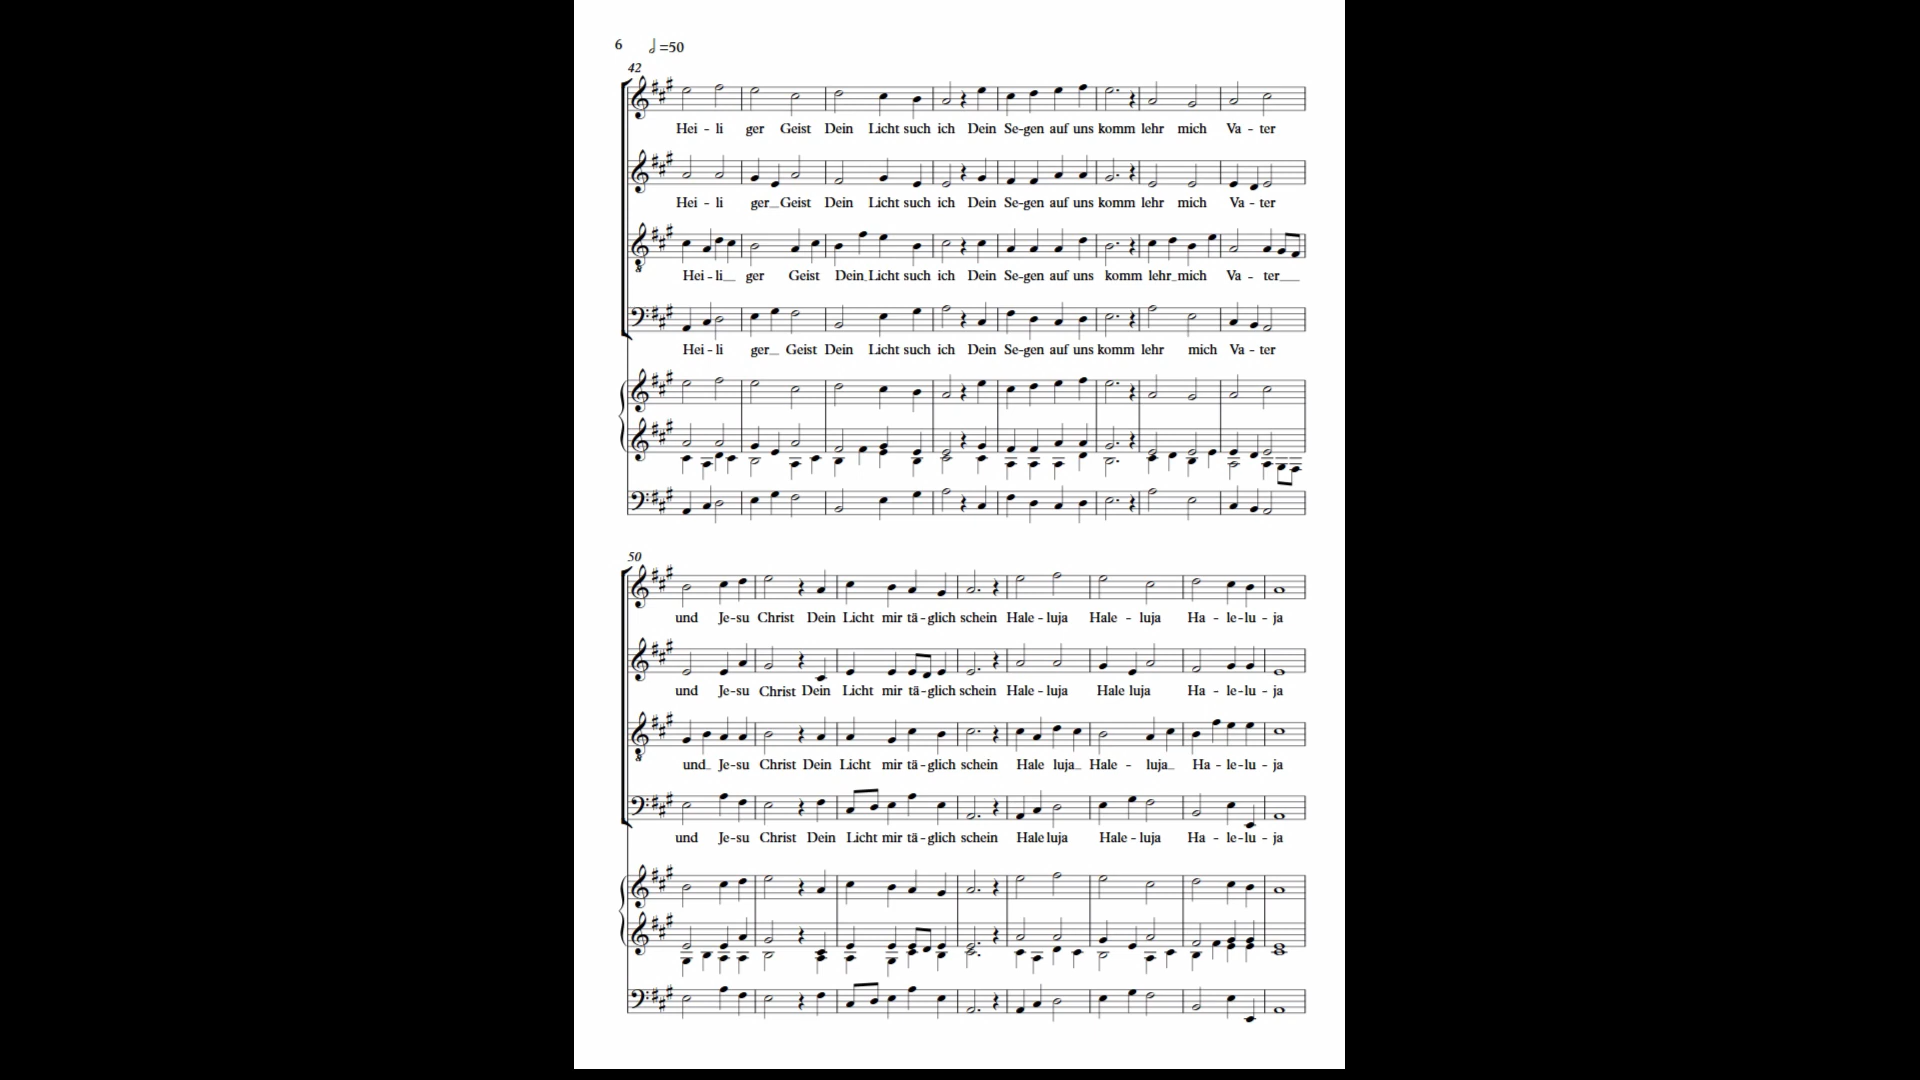 6 =50
42
Hei - li ger Geist Dein Licht such ich Dein Se-gen auf uns komm lehr mich Va - ter
Hei - li ger_ Geist Dein Licht such ich Dein Se-gen auf uns komm lehr mich Va - ter
Hei - li_ ger Geist Dein_ Licht such ich Dein Se-gen auf uns komm lehr_ mich Va - ter_
Hei - li ger_ Geist Dein Licht such ich Dein Se-gen auf uns komm lehr mich Va - ter
50
und Je-su Christ Dein Licht mir tä-glich schein Hale - luja Hale - luja Ha - le-lu - ja
und Je-su Christ Dein Licht mir tä-glich schein Hale - luja Hale luja Ha - le-lu - ja
und_ Je-su Christ Dein Licht mir tä-glich schein Hale luja_ Hale - luja_ Ha - le-lu - ja
und Je-su Christ Dein Licht mir tä-glich schein Hale luja Hale - luja Ha - le-lu - ja